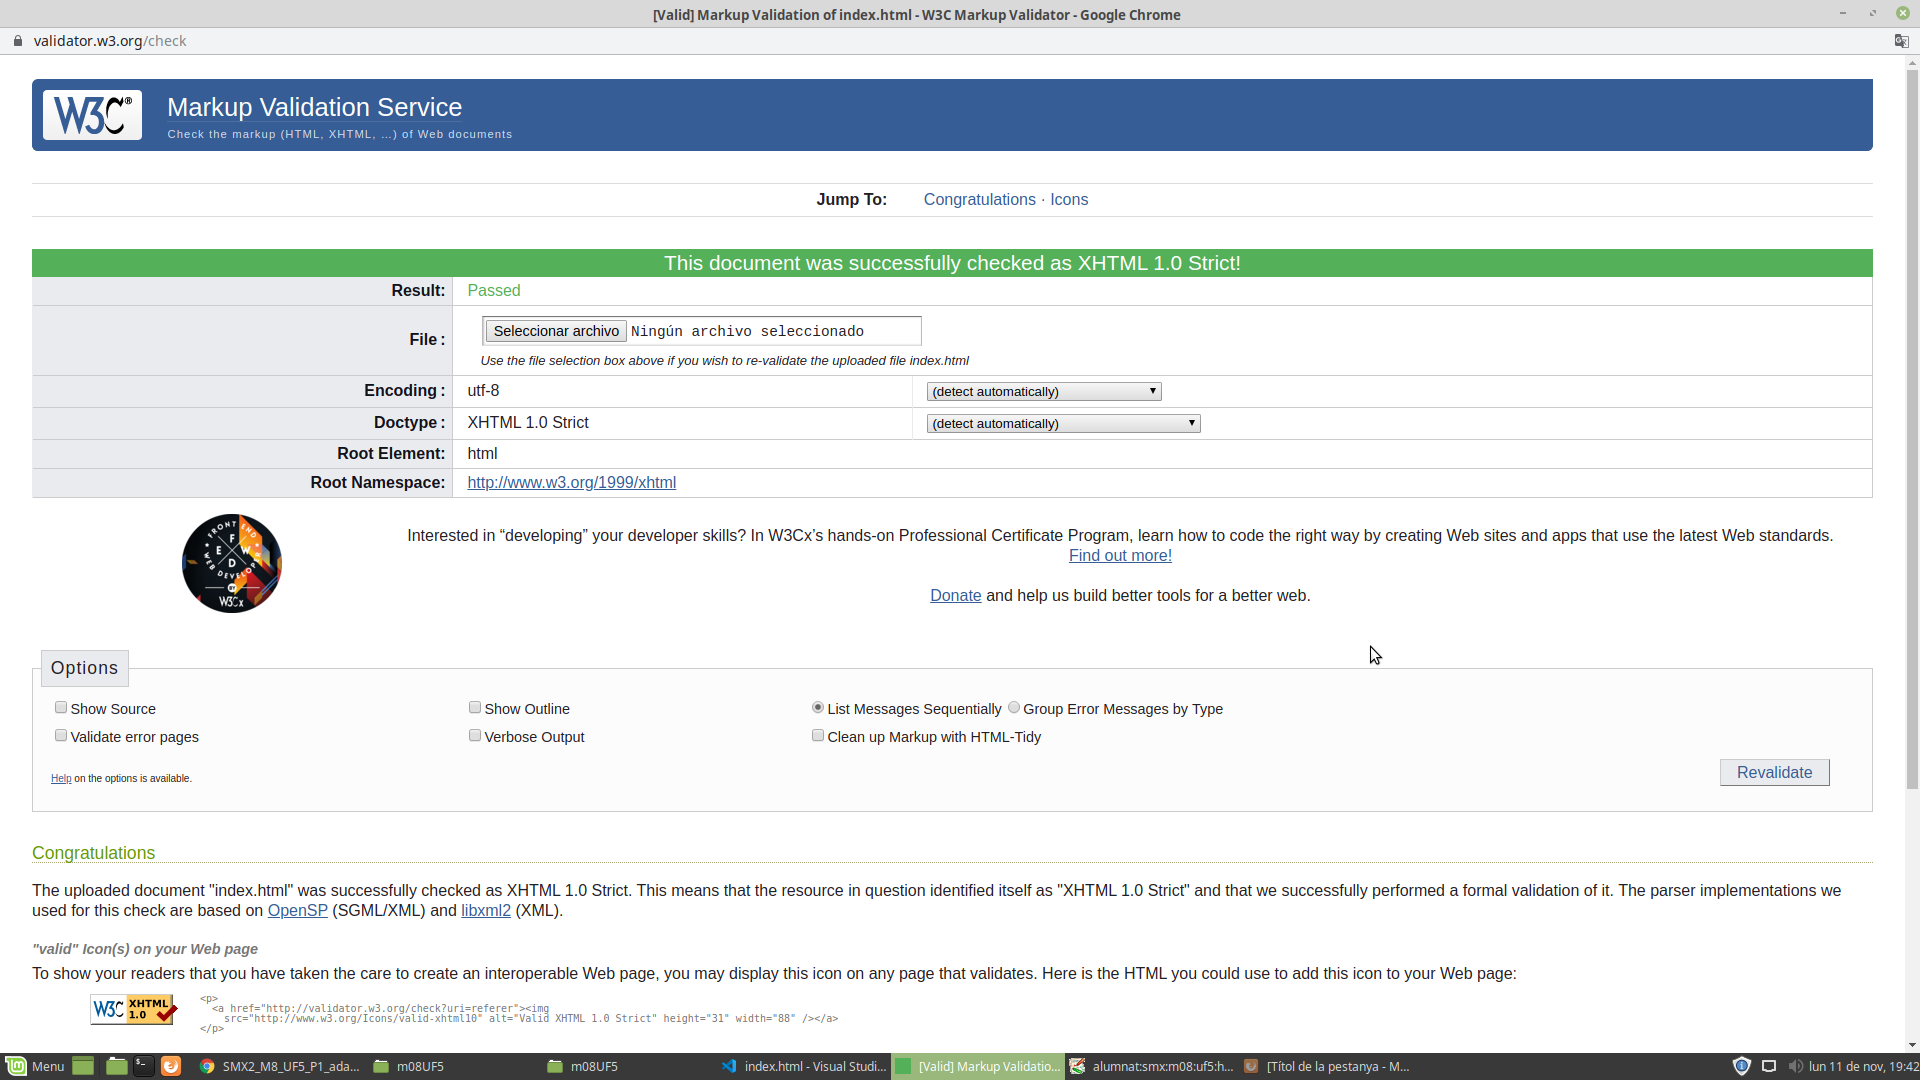 [Valid] Markup Validation of index.html - W3C Markup Validator - Google Chrome
validator.w3.org/check
W3C® Markup Validation Service
Check the markup (HTML, XHTML, …) of Web documents
Jump To: Congratulations · Icons
This document was successfully checked as XHTML 1.0 Strict!
Result: Passed
File : Seleccionar archivo Ningún archivo seleccionado
Use the file selection box above if you wish to re-validate the uploaded file index.html
Encoding : utf-8 (detect automatically)
Doctype : XHTML 1.0 Strict (detect automatically)
Root Element: html
Root Namespace: http://www.w3.org/1999/xhtml
FRONT END
F E W D
WEB DEVELOPER
BY
W3Cx
Interested in “developing” your developer skills? In W3Cx’s hands-on Professional Certificate Program, learn how to code the right way by creating Web sites and apps that use the latest Web standards.
Find out more!
Donate and help us build better tools for a better web.
Options
Show Source Show Outline List Messages Sequentially Group Error Messages by Type
Validate error pages Verbose Output Clean up Markup with HTML-Tidy
Help on the options is available.
Revalidate
Congratulations
The uploaded document "index.html" was successfully checked as XHTML 1.0 Strict. This means that the resource in question identified itself as "XHTML 1.0 Strict" and that we successfully performed a formal validation of it. The parser implementations we
used for this check are based on OpenSP (SGML/XML) and libxml2 (XML).
"valid" Icon(s) on your Web page
To show your readers that you have taken the care to create an interoperable Web page, you may display this icon on any page that validates. Here is the HTML you could use to add this icon to your Web page:
W3C XHTML 1.0
<p>
<a href="http://validator.w3.org/check?uri=referer"><img
src="http://www.w3.org/Icons/valid-xhtml10" alt="Valid XHTML 1.0 Strict" height="31" width="88" /></a>
</p>
Menu SMX2_M8_UF5_P1_ada... m08UF5 m08UF5 index.html - Visual Studi... [Valid] Markup Validatio... alumnat:smx:m08:uf5:h... [Títol de la pestanya - M... lun 11 de nov, 19:42